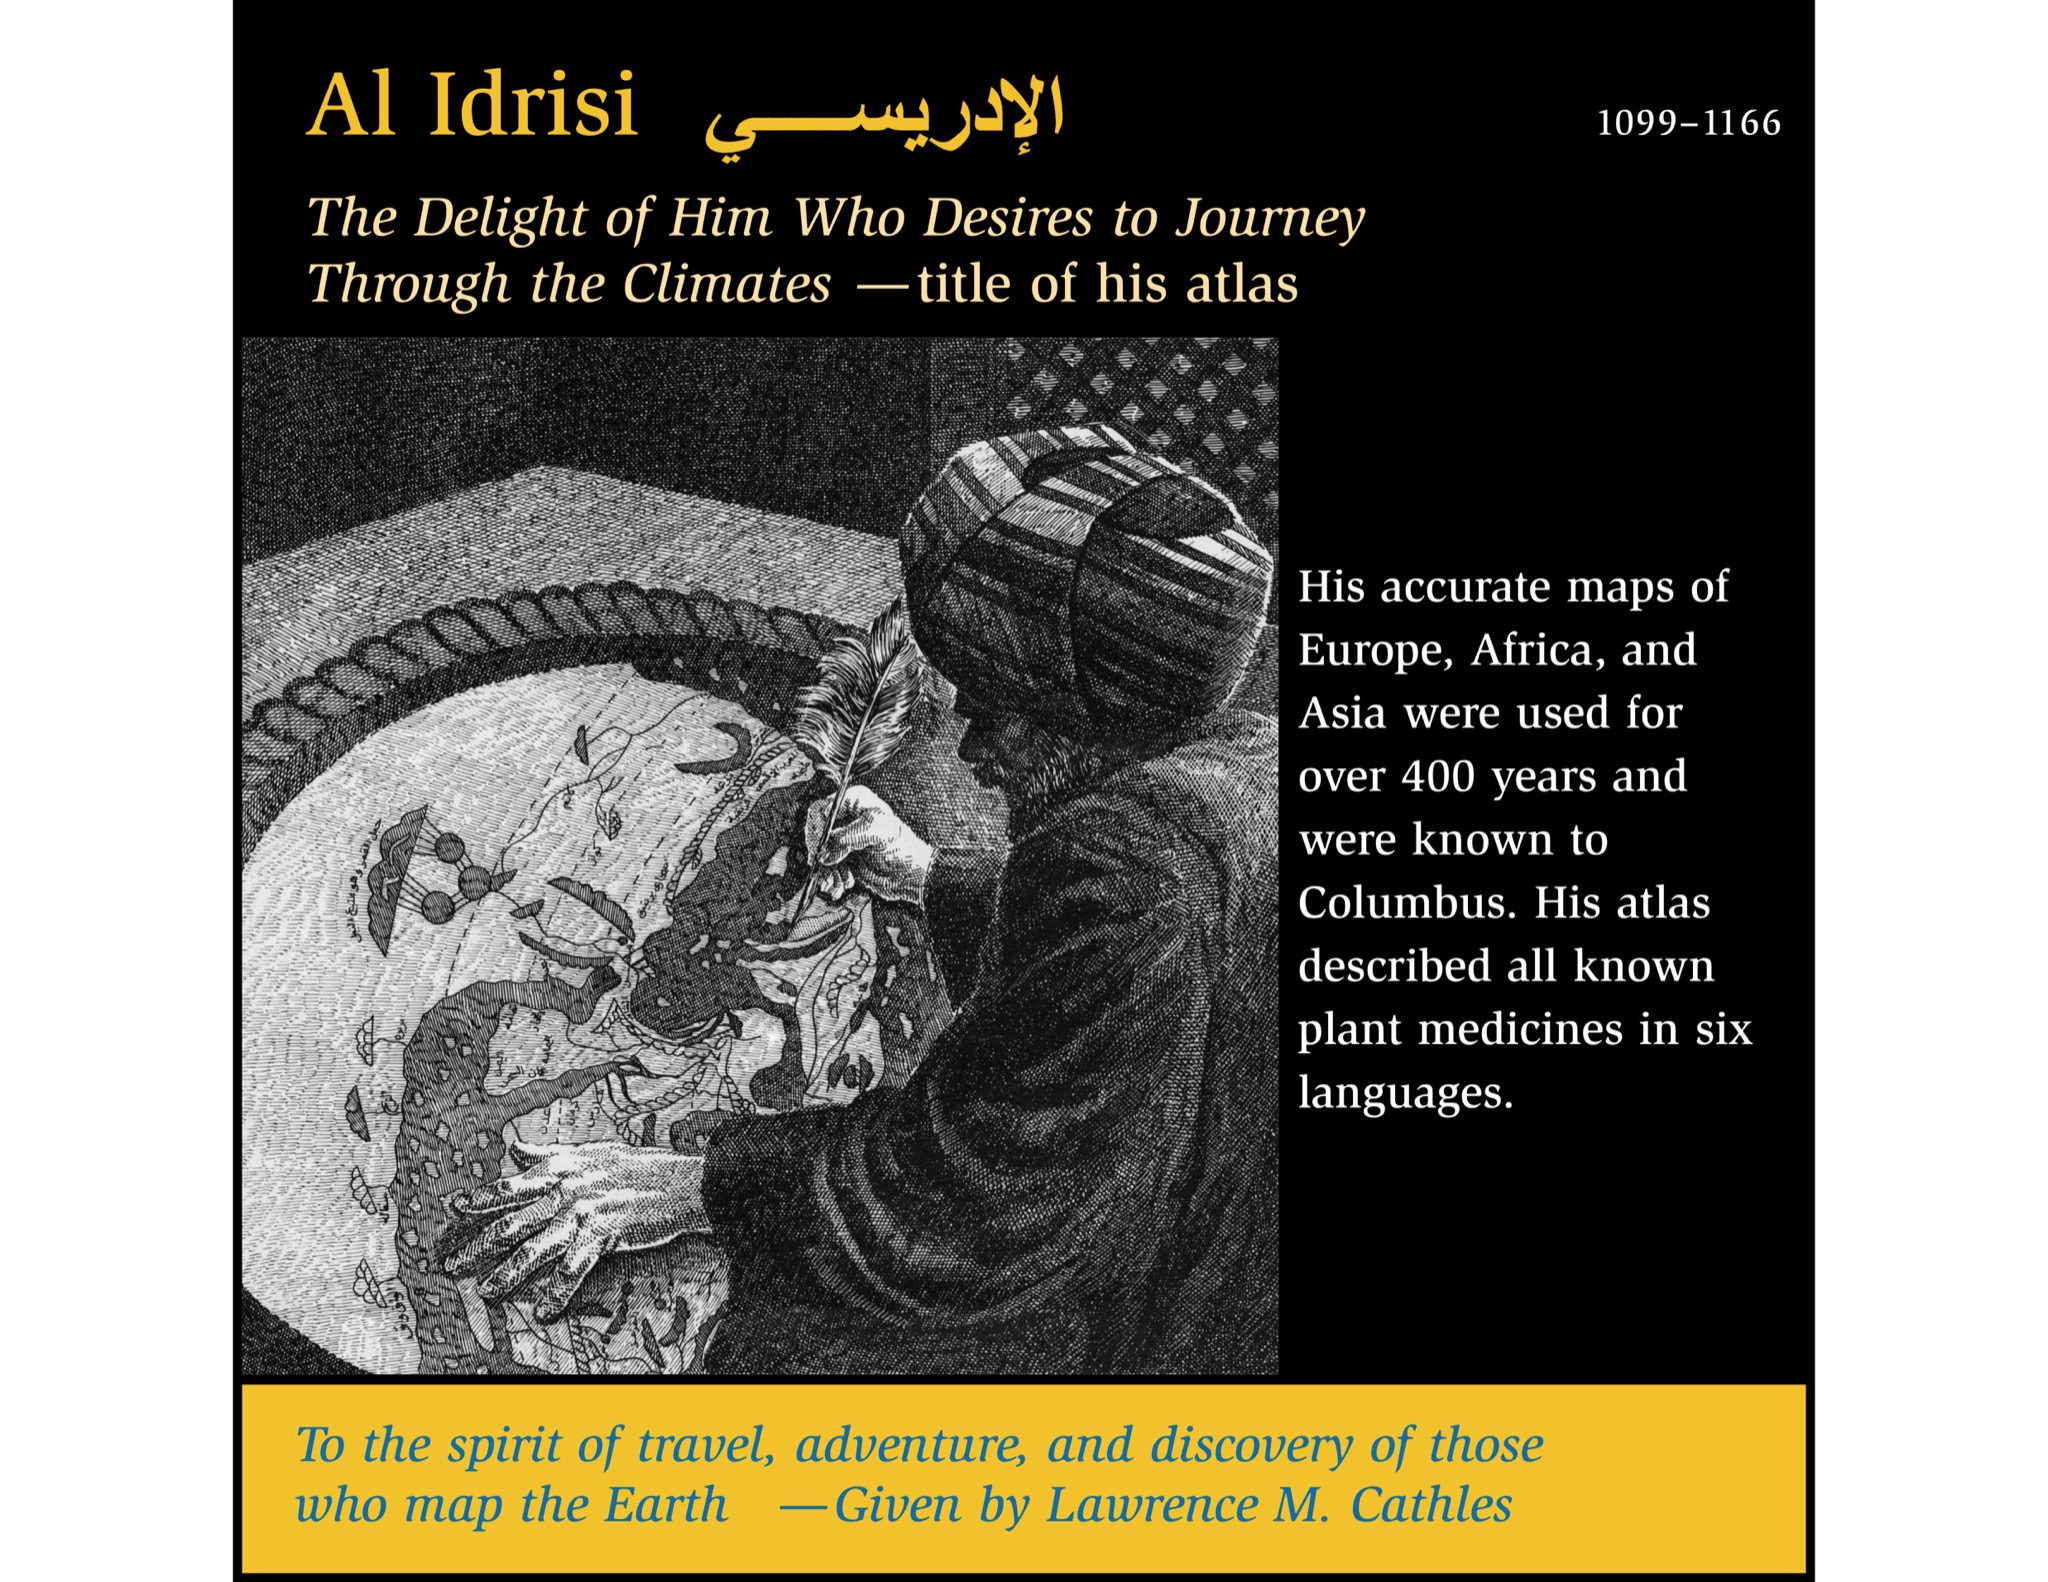 Al Idrisi الإدريسي
1099–1166
The Delight of Him Who Desires to Journey
Through the Climates —title of his atlas
His accurate maps of
Europe, Africa, and
Asia were used for
over 400 years and
were known to
Columbus. His atlas
described all known
plant medicines in six
languages.
To the spirit of travel, adventure, and discovery of those
who map the Earth —Given by Lawrence M. Cathles